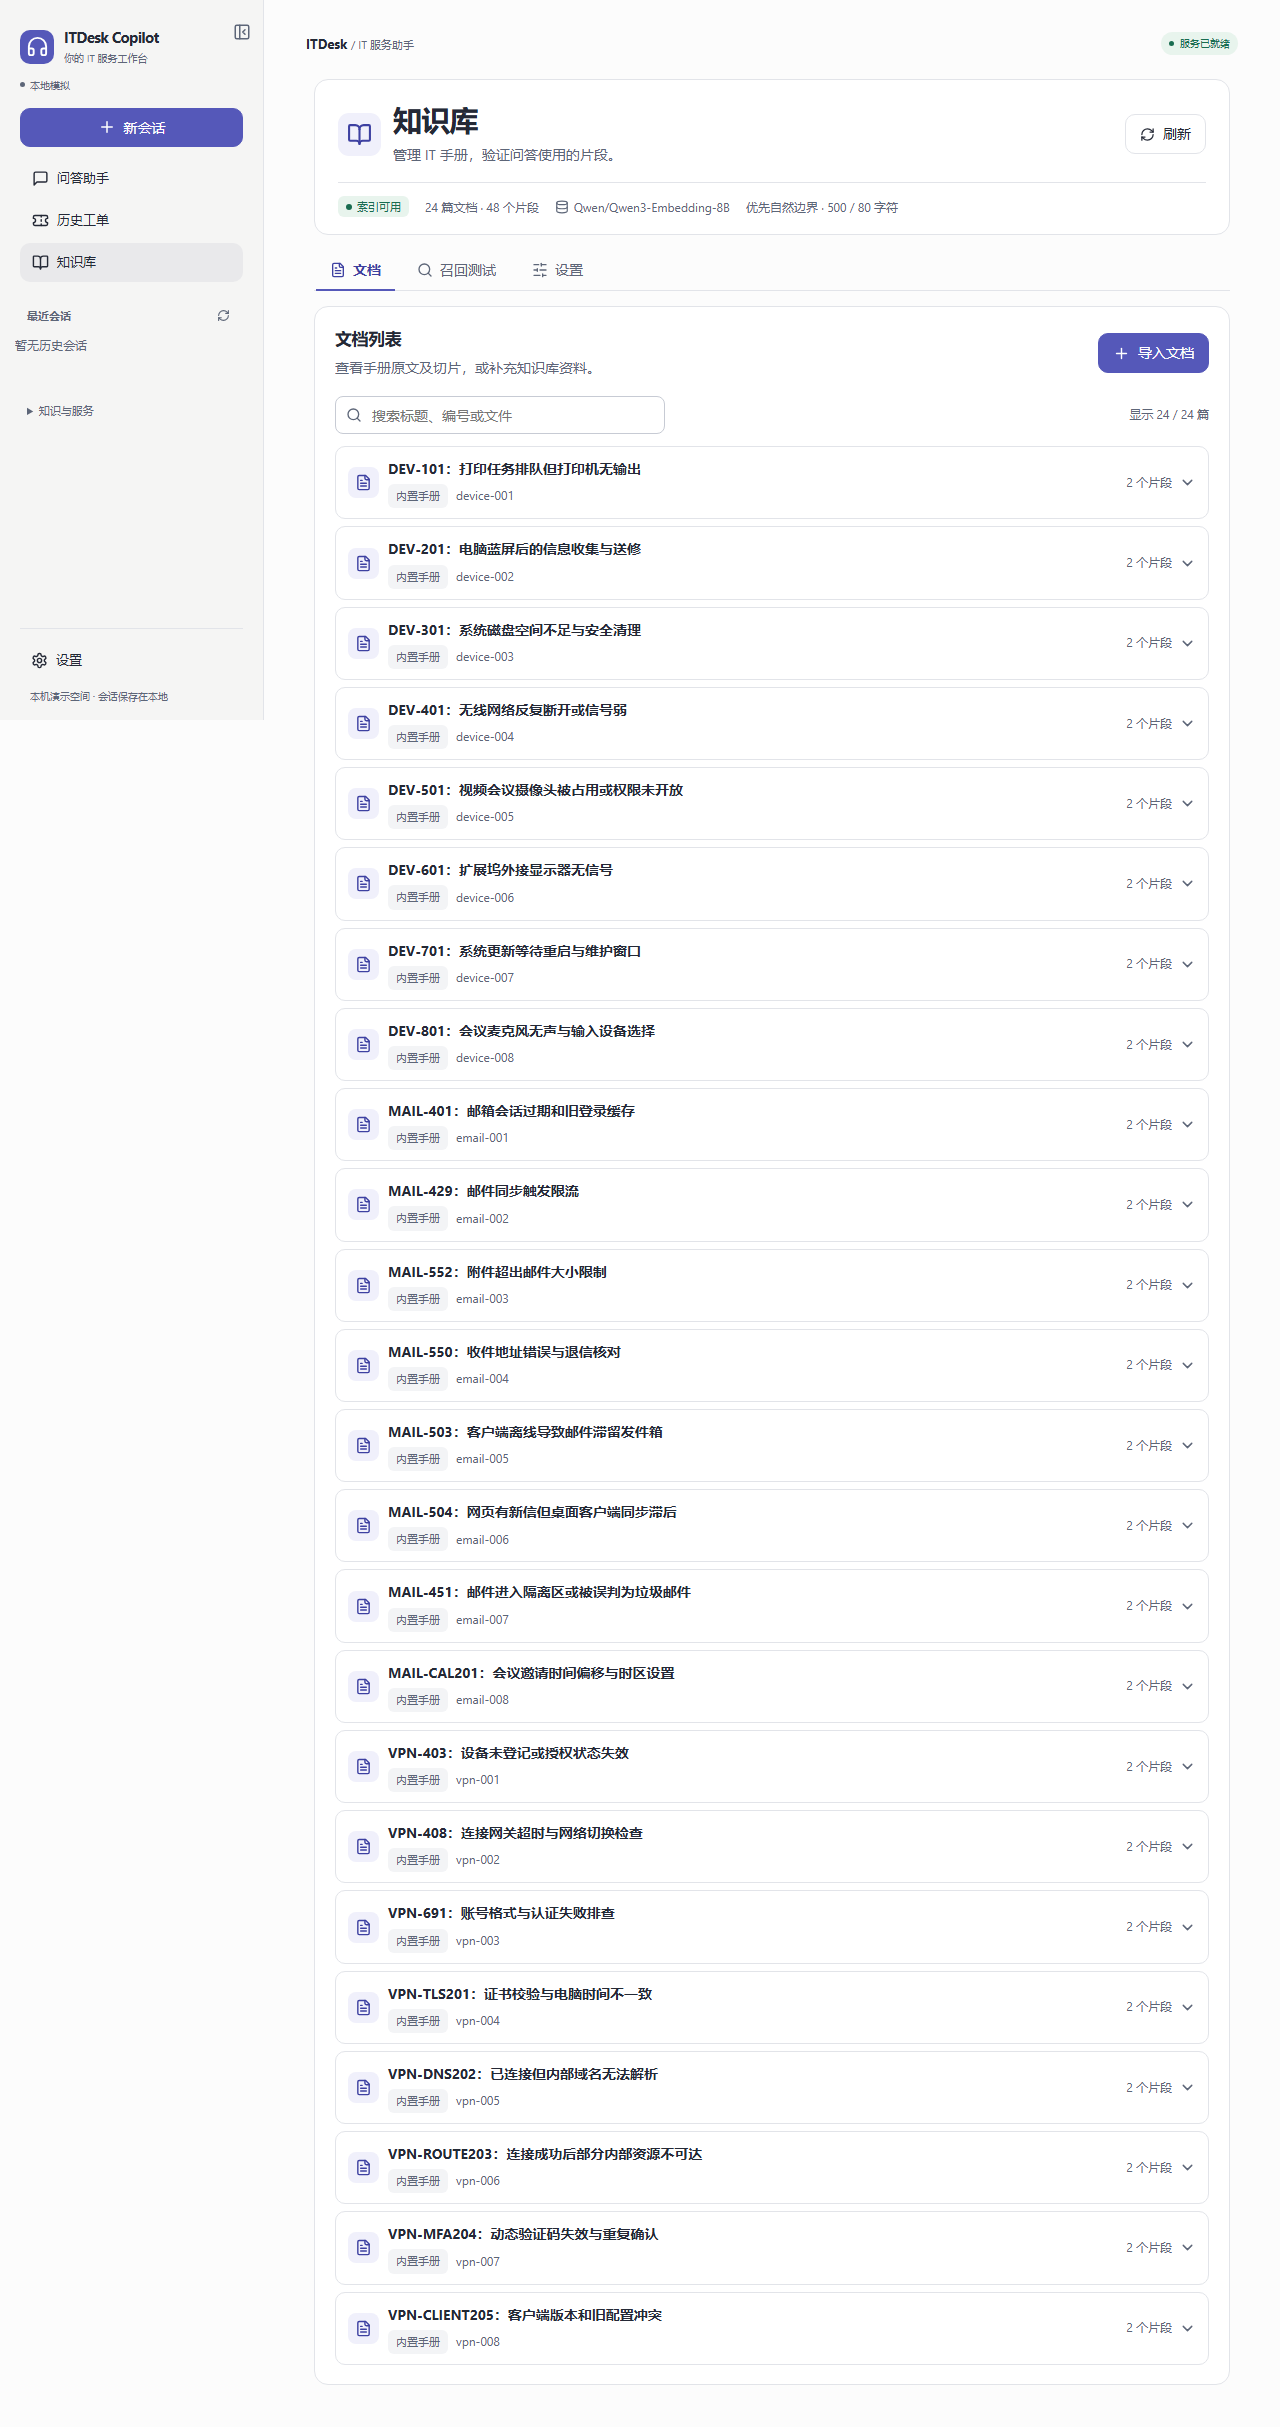 ITDesk Copilot
你的 IT 服务工作台
本地模拟
新会话
问答助手
历史工单
知识库
最近会话
暂无历史会话
知识与服务
设置
本机演示空间 · 会话保存在本地
ITDesk / IT 服务助手
服务已就绪
知识库
管理 IT 手册，验证问答使用的片段。
刷新
索引可用
24 篇文档 · 48 个片段
Qwen/Qwen3-Embedding-8B
优先自然边界 · 500 / 80 字符
文档
召回测试
设置
文档列表
查看手册原文及切片，或补充知识库资料。
导入文档
搜索标题、编号或文件
显示 24 / 24 篇
DEV-101：打印任务排队但打印机无输出
内置手册 device-001
2 个片段
DEV-201：电脑蓝屏后的信息收集与送修
内置手册 device-002
2 个片段
DEV-301：系统磁盘空间不足与安全清理
内置手册 device-003
2 个片段
DEV-401：无线网络反复断开或信号弱
内置手册 device-004
2 个片段
DEV-501：视频会议摄像头被占用或权限未开放
内置手册 device-005
2 个片段
DEV-601：扩展坞外接显示器无信号
内置手册 device-006
2 个片段
DEV-701：系统更新等待重启与维护窗口
内置手册 device-007
2 个片段
DEV-801：会议麦克风无声与输入设备选择
内置手册 device-008
2 个片段
MAIL-401：邮箱会话过期和旧登录缓存
内置手册 email-001
2 个片段
MAIL-429：邮件同步触发限流
内置手册 email-002
2 个片段
MAIL-552：附件超出邮件大小限制
内置手册 email-003
2 个片段
MAIL-550：收件地址错误与退信核对
内置手册 email-004
2 个片段
MAIL-503：客户端离线导致邮件滞留发件箱
内置手册 email-005
2 个片段
MAIL-504：网页有新信但桌面客户端同步滞后
内置手册 email-006
2 个片段
MAIL-451：邮件进入隔离区或被误判为垃圾邮件
内置手册 email-007
2 个片段
MAIL-CAL201：会议邀请时间偏移与时区设置
内置手册 email-008
2 个片段
VPN-403：设备未登记或授权状态失效
内置手册 vpn-001
2 个片段
VPN-408：连接网关超时与网络切换检查
内置手册 vpn-002
2 个片段
VPN-691：账号格式与认证失败排查
内置手册 vpn-003
2 个片段
VPN-TLS201：证书校验与电脑时间不一致
内置手册 vpn-004
2 个片段
VPN-DNS202：已连接但内部域名无法解析
内置手册 vpn-005
2 个片段
VPN-ROUTE203：连接成功后部分内部资源不可达
内置手册 vpn-006
2 个片段
VPN-MFA204：动态验证码失效与重复确认
内置手册 vpn-007
2 个片段
VPN-CLIENT205：客户端版本和旧配置冲突
内置手册 vpn-008
2 个片段